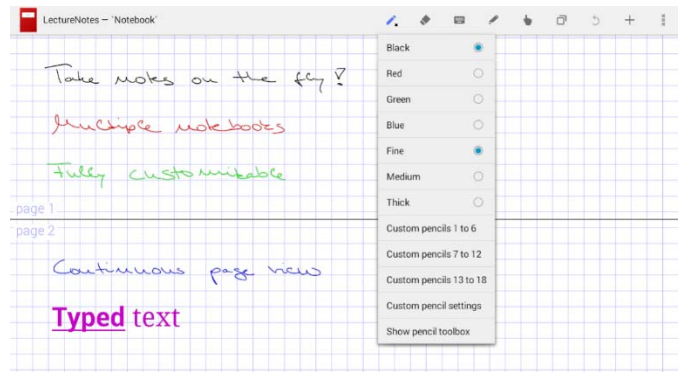 LectureNotes — ‘Notebook’
Take notes on the fly!
Multiple notebooks
Fully customizable
page 1
page 2
Continuous page view
Typed text
Black
Red
Green
Blue
Fine
Medium
Thick
Custom pencils 1 to 6
Custom pencils 7 to 12
Custom pencils 13 to 18
Custom pencil settings
Show pencil toolbox